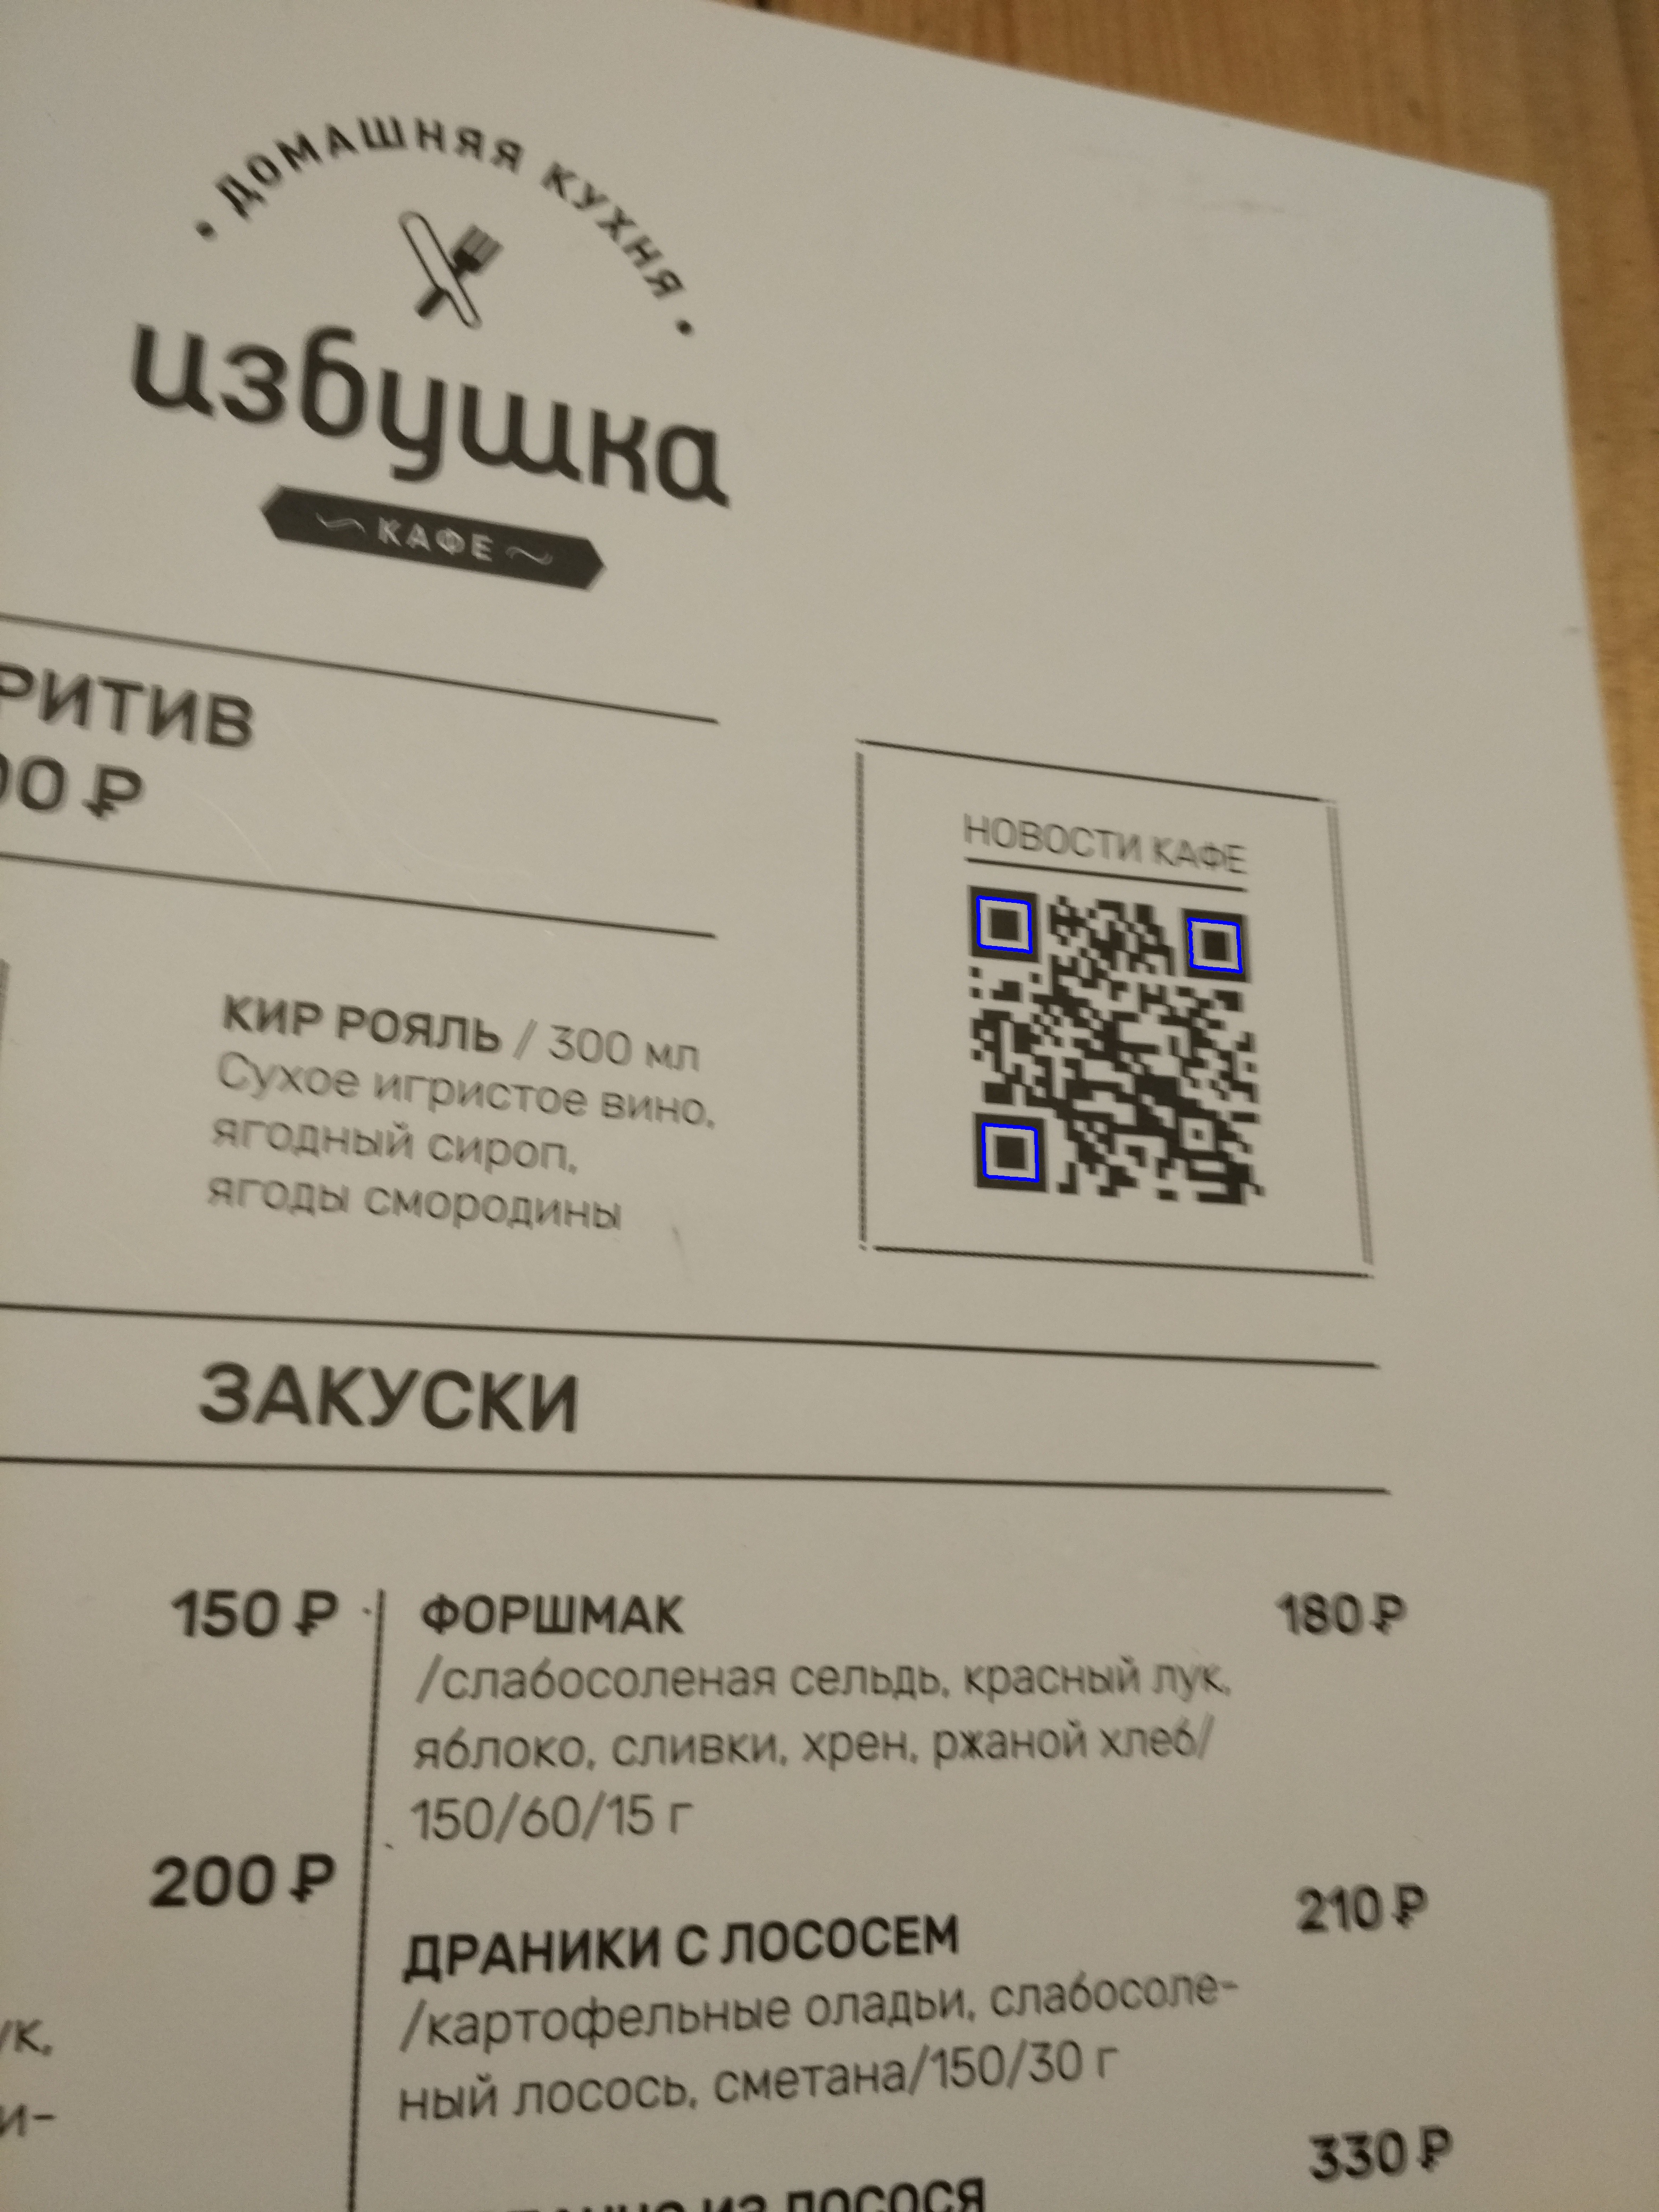 • ДОМАШНЯЯ КУХНЯ •
избушка
КАФЕ
РИТИВ
00 ₽
НОВОСТИ КАФЕ
КИР РОЯЛЬ / 300 мл
Сухое игристое вино,
ягодный сироп,
ягоды смородины
ЗАКУСКИ
150 ₽
200 ₽
ук,
и-
ФОРШМАК 180 ₽
/слабосоленая сельдь, красный лук,
яблоко, сливки, хрен, ржаной хлеб/
150/60/15 г
ДРАНИКИ С ЛОСОСЕМ 210 ₽
/картофельные оладьи, слабосоле-
ный лосось, сметана/150/30 г
ИЗ ЛОСОСЯ 330 ₽